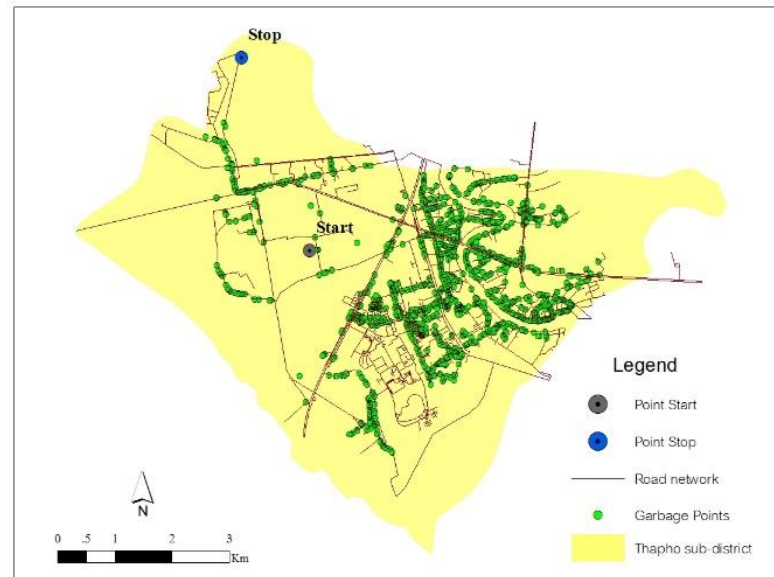 Stop
Start
Legend
Point Start
Point Stop
Road network
Garbage Points
Thapho sub-district
N
0 .5 1 2 3
Km